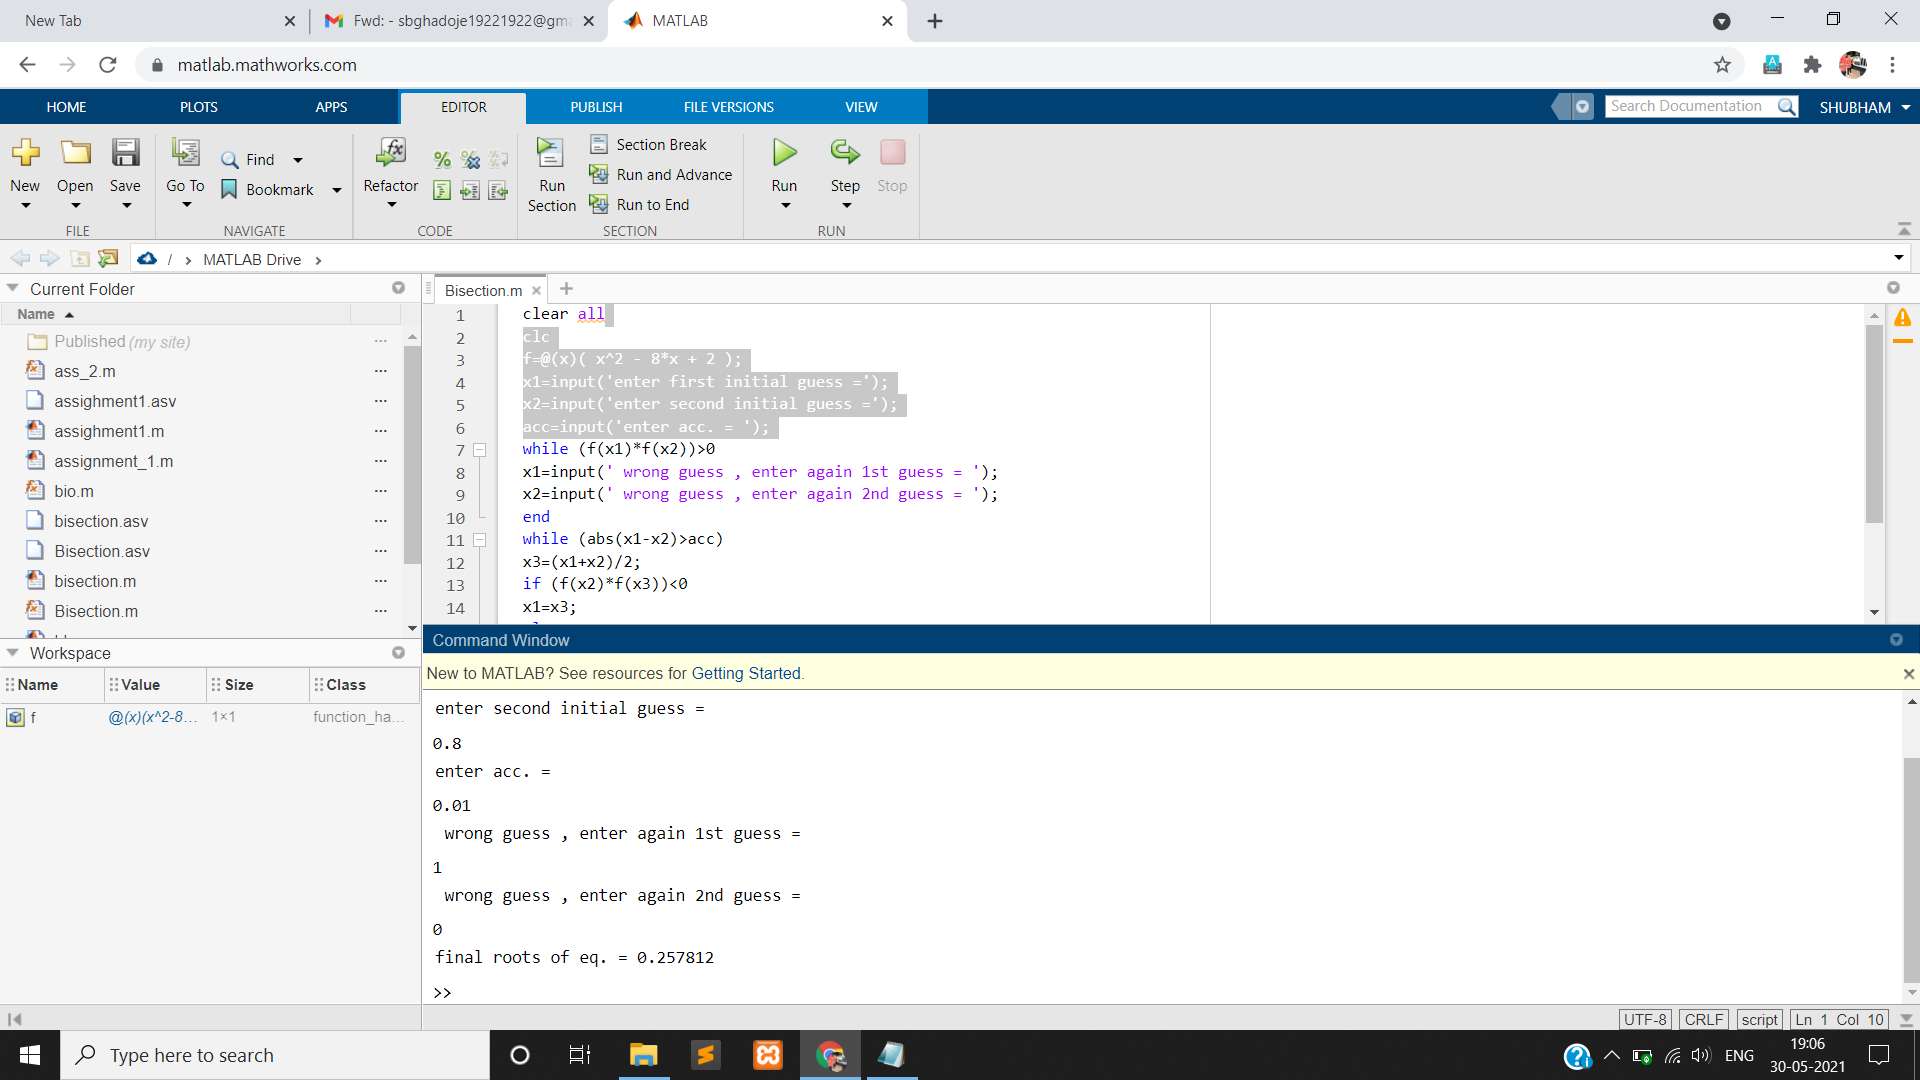 New Tab
Fwd: - sbghadoje19221922@gma
MATLAB
matlab.mathworks.com
HOME PLOTS APPS EDITOR PUBLISH FILE VERSIONS VIEW
Search Documentation
SHUBHAM
New
Open
Save
FILE
Go To
Find
Bookmark
NAVIGATE
Refactor
CODE
Run
Section
Section Break
Run and Advance
Run to End
SECTION
Run
Step
Stop
RUN
/ > MATLAB Drive >
Current Folder
Name
Published (my site)
ass_2.m
assighment1.asv
assighment1.m
assignment_1.m
bio.m
bisection.asv
Bisection.asv
bisection.m
Bisection.m
Workspace
Name Value Size Class
f @(x)(x^2-8... 1×1 function_ha...
Bisection.m
1 clear all
2 clc
3 f=@(x)( x^2 - 8*x + 2 );
4 x1=input('enter first initial guess =');
5 x2=input('enter second initial guess =');
6 acc=input('enter acc. = ');
7 while (f(x1)*f(x2))>0
8 x1=input(' wrong guess , enter again 1st guess = ');
9 x2=input(' wrong guess , enter again 2nd guess = ');
10 end
11 while (abs(x1-x2)>acc)
12 x3=(x1+x2)/2;
13 if (f(x2)*f(x3))<0
14 x1=x3;
Command Window
New to MATLAB? See resources for Getting Started.
enter second initial guess =
0.8
enter acc. =
0.01
wrong guess , enter again 1st guess =
1
wrong guess , enter again 2nd guess =
0
final roots of eq. = 0.257812
>>
UTF-8 CRLF script Ln 1 Col 10
Type here to search
ENG
19:06
30-05-2021